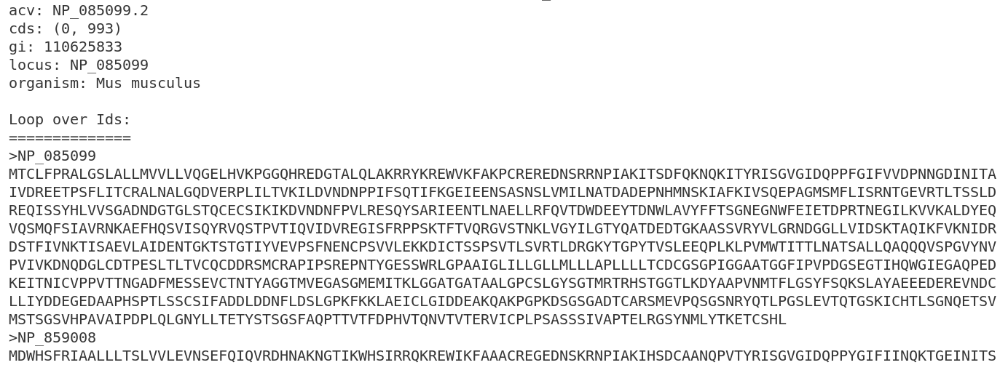 acv: NP_085099.2
cds: (0, 993)
gi: 110625833
locus: NP_085099
organism: Mus musculus
Loop over Ids:
==============
>NP_085099
MTCLFPRALGSLALLMVVLLVQGELHVKPGGQHREDGTALQLAKRRYKREWVKFAKPCREREDNSRRNPIAKITSDFQKNQKITYRISGVGIDQPPFGIFVVDPNNGDINITA
IVDREETPSFLITCRALNALGQDVERPLILTVKILDVNDNPPIFSQTIFKGEIEENSASNSLVMILNATDADEPNHMNSKIAFKIVSQEPAGMSMFLISRNTGEVRTLTSSLD
REQISSYHLVVSGADNDGTGLSTQCECSIKIKDVNDNFPVLRESQYSARIEENTLNAELLRFQVTDWDEEYTDNWLAVYFFTSGNEGNWFEIETDPRTNEGILKVVKALDYEQ
VQSMQFSIAVRNKAEFHQSVISQYRVQSTPVTIQVIDVREGISFRPPSKTFTVQRGVSTNKLVGYILGTYQATDEDTGKAASSVRYVLGRNDGGLLVIDSKTAQIKFVKNIDR
DSTFIVNKTISAEVLAIDENTGKTSTGTIYVEVPSFNENCPSVVLEKKDICTSSPSVTLSVRTLDRGKYTGPYTVSLEEQPLKLPVMWTITTLNATSALLQAQQQVSPGVYNV
PVIVKDNQDGLCDTPESLTLTVCQCDDRSMCRAPIPSREPNTYGESSWRLGPAAIGLILLGLLMLLLAPLLLLTCDCGSGPIGGAATGGFIPVPDGSEGTIHQWGIEGAQPED
KEITNICVPPVTTNGADFMESSEVCTNTYAGGTMVEGASGMEMITKLGGATGATAALGPCSLGYSGTMRTRHSTGGTLKDYAAPVNMTFLGSYFSQKSLAYAEEEDEREVNDC
LLIYDDEGEDAAPHSPTLSSCSIFADDLDDNFLDSLGPKFKKLAEICLGIDDEAKQAKPGPKDSGSGADTCARSMEVPQSGSNRYQTLPGSLEVTQTGSKICHTLSGNQETSV
MSTSGSVHPAVAIPDPLQLGNYLLTETYSTSGSFAQPTTVTFDPHVTQNVTVTERVICPLPSASSSIVAPTELRGSYNMLYTKETCSHL
>NP_859008
MDWHSFRIAALLLTSLVVLEVNSEFQIQVRDHNAKNGTIKWHSIRRQKREWIKFAAACREGEDNSKRNPIAKIHSDCAANQPVTYRISGVGIDQPPYGIFIINQKTGEINITS